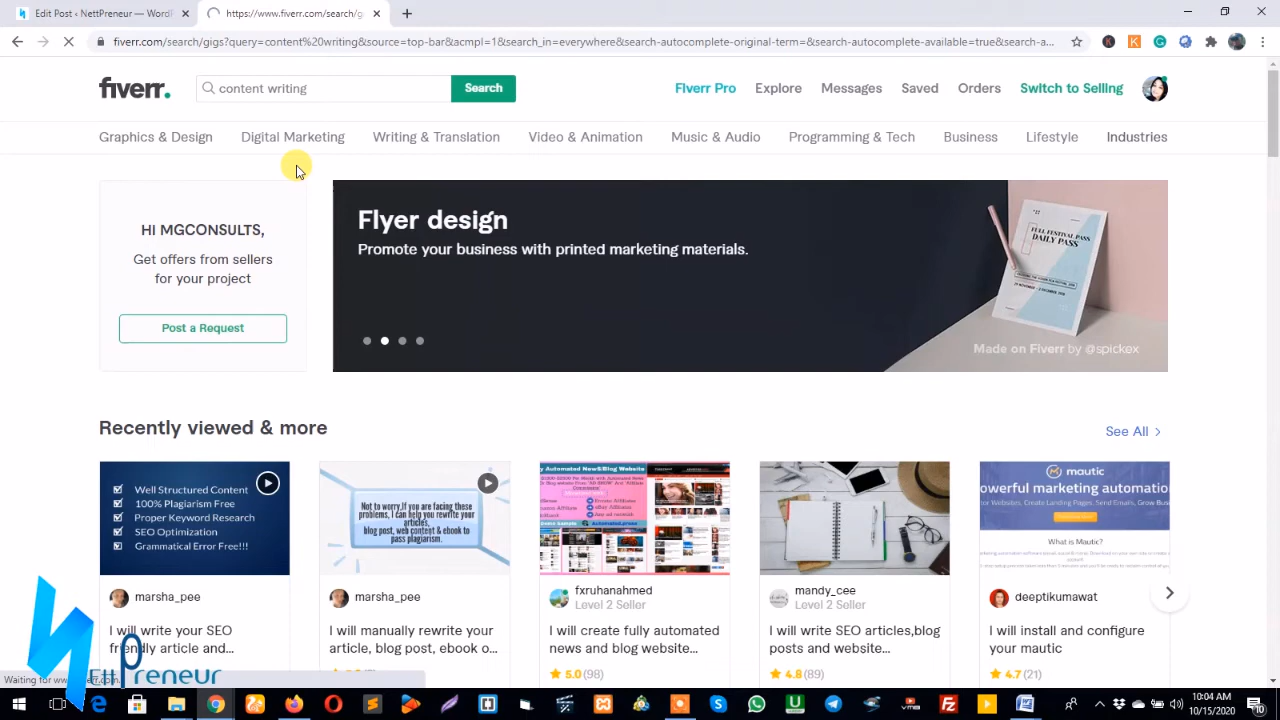 Edit Post ‹ Netpreneur — WordP
https://www.fiverr.com/search/g
fiverr.com/search/gigs?query=content%20writing&source=top-bar&acmpl=1&search_in=everywhere&search-autocomplete-original-term=&search-autocomplete-available=true&search-a...
fiverr.
content writing
Search
Fiverr Pro
Explore
Messages
Saved
Orders
Switch to Selling
Graphics & Design
Digital Marketing
Writing & Translation
Video & Animation
Music & Audio
Programming & Tech
Business
Lifestyle
Industries
HI MGCONSULTS,
Get offers from sellers
for your project
Post a Request
Flyer design
Promote your business with printed marketing materials.
FULL FESTIVAL PASS
DAILY PASS
Made on Fiverr by @spickex
Recently viewed & more
See All
Well Structured Content
100% Plagiarism Free
Proper Keyword Research
SEO Optimization
Grammatical Error Free!!!
marsha_pee
I will write your SEO
friendly article and...
Not to worry,If you are facing these
problems, I can help you rewrite your
articles,
blog post, web content & ebook to
pass plagiarism.
marsha_pee
I will manually rewrite your
article, blog post, ebook o...
y Automated New&Blog Website
fxruhanahmed
Level 2 Seller
I will create fully automated
news and blog website...
5.0 (98)
mandy_cee
Level 2 Seller
I will write SEO articles,blog
posts and website...
4.8 (89)
mautic
owerful marketing automatio
What is Mautic?
deeptikumawat
I will install and configure
your mautic
4.7 (21)
preneur
10:04 AM
10/15/2020